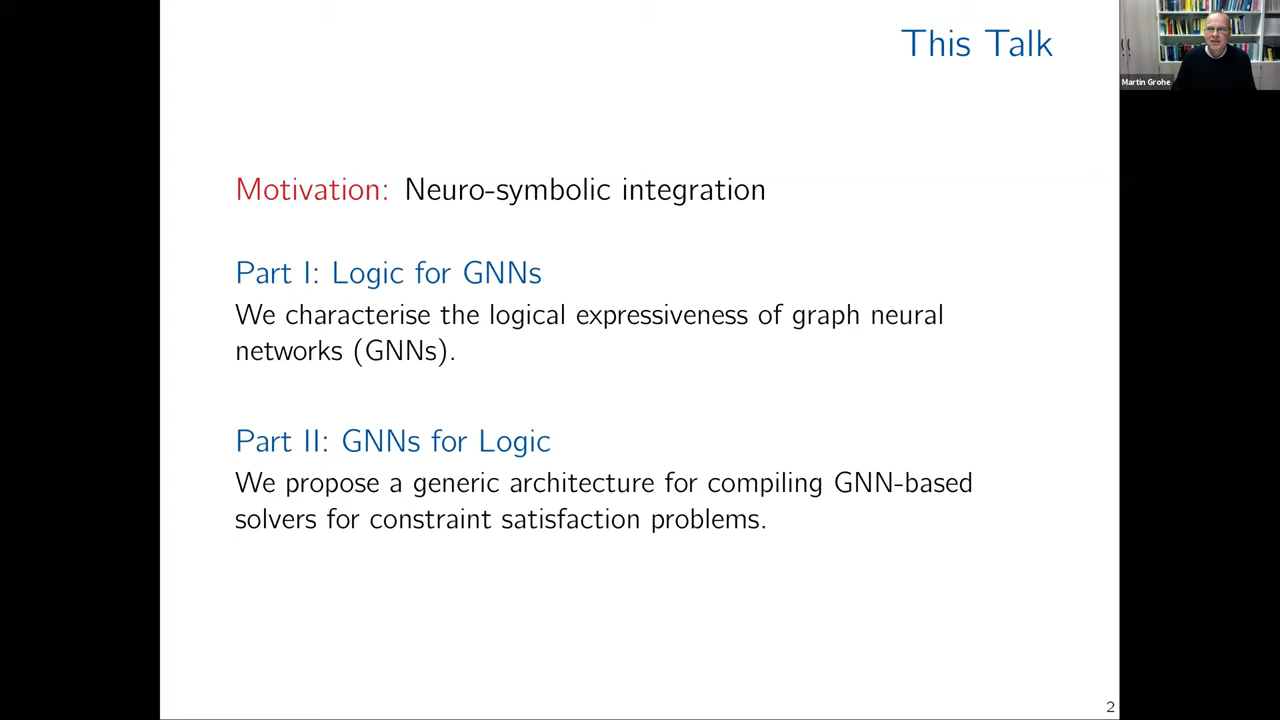 This Talk
Martin Grohe
Motivation: Neuro-symbolic integration
Part I: Logic for GNNs
We characterise the logical expressiveness of graph neural
networks (GNNs).
Part II: GNNs for Logic
We propose a generic architecture for compiling GNN-based
solvers for constraint satisfaction problems.
2